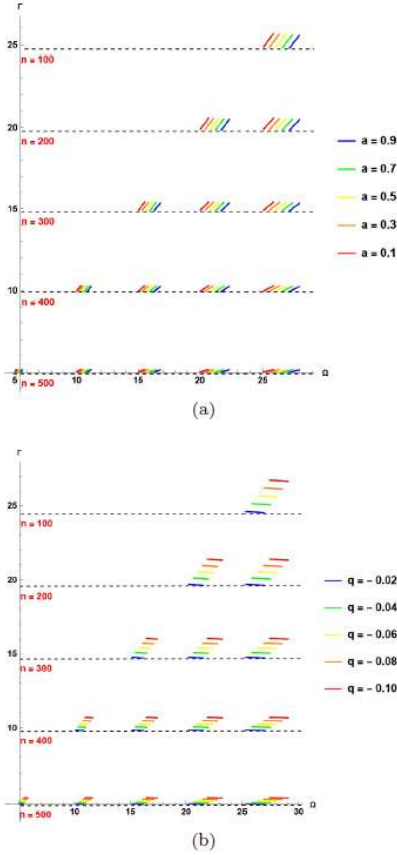 r
25
n = 100
20
n = 200
15
n = 300
10
n = 400
5
n = 500
5 10 15 20 25 Ω
a = 0.9
a = 0.7
a = 0.5
a = 0.3
a = 0.1
(a)
r
25
n = 100
20
n = 200
15
n = 300
10
n = 400
n = 500
10 15 20 25 30 Ω
q = - 0.02
q = - 0.04
q = - 0.06
q = - 0.08
q = - 0.10
(b)